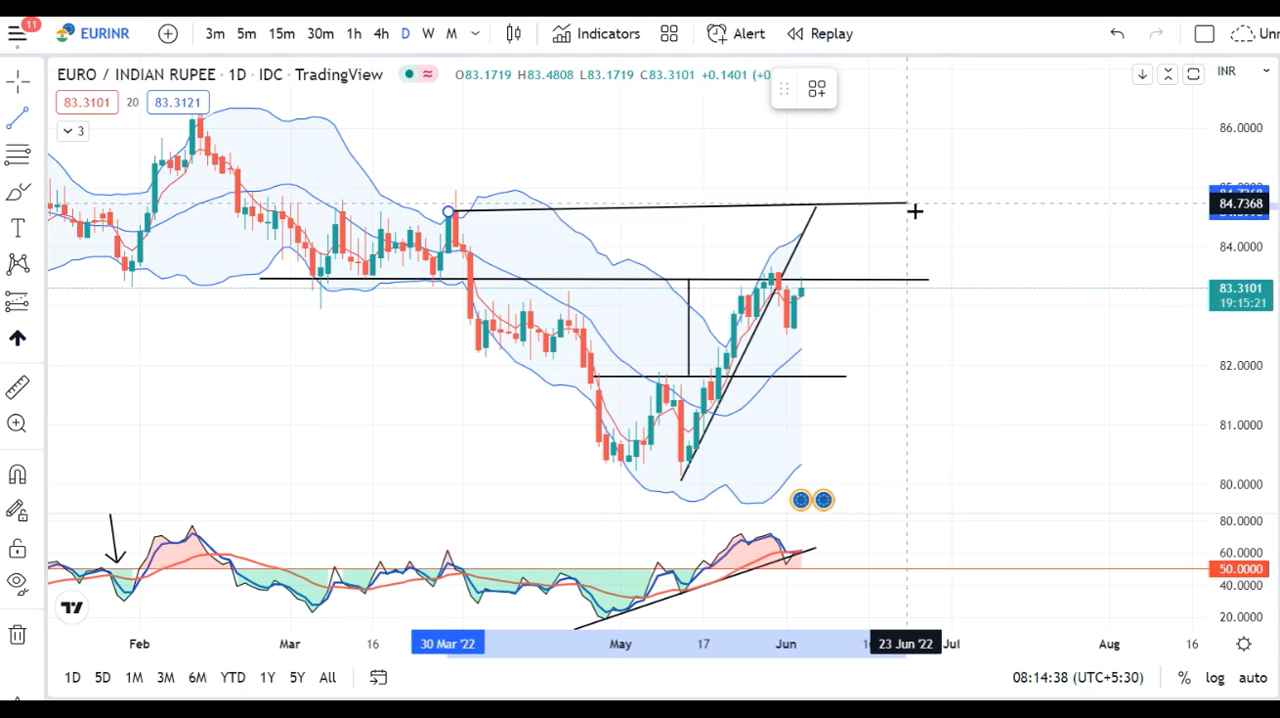 11
EURINR
3m 5m 15m 30m 1h 4h D W M
Indicators
Alert
Replay
Unn
EURO / INDIAN RUPEE · 1D · IDC · TradingView
O83.1719 H83.4808 L83.1719 C83.3101 +0.1401 (+0
INR
83.3101 20 83.3121
3
86.0000
84.7368
84.0000
83.3101
19:15:21
82.0000
81.0000
80.0000
80.0000
60.0000
50.0000
40.0000
20.0000
Feb Mar 16 30 Mar '22 May 17 Jun 23 Jun '22 Jul Aug 16
1D 5D 1M 3M 6M YTD 1Y 5Y All
08:14:38 (UTC+5:30) % log auto